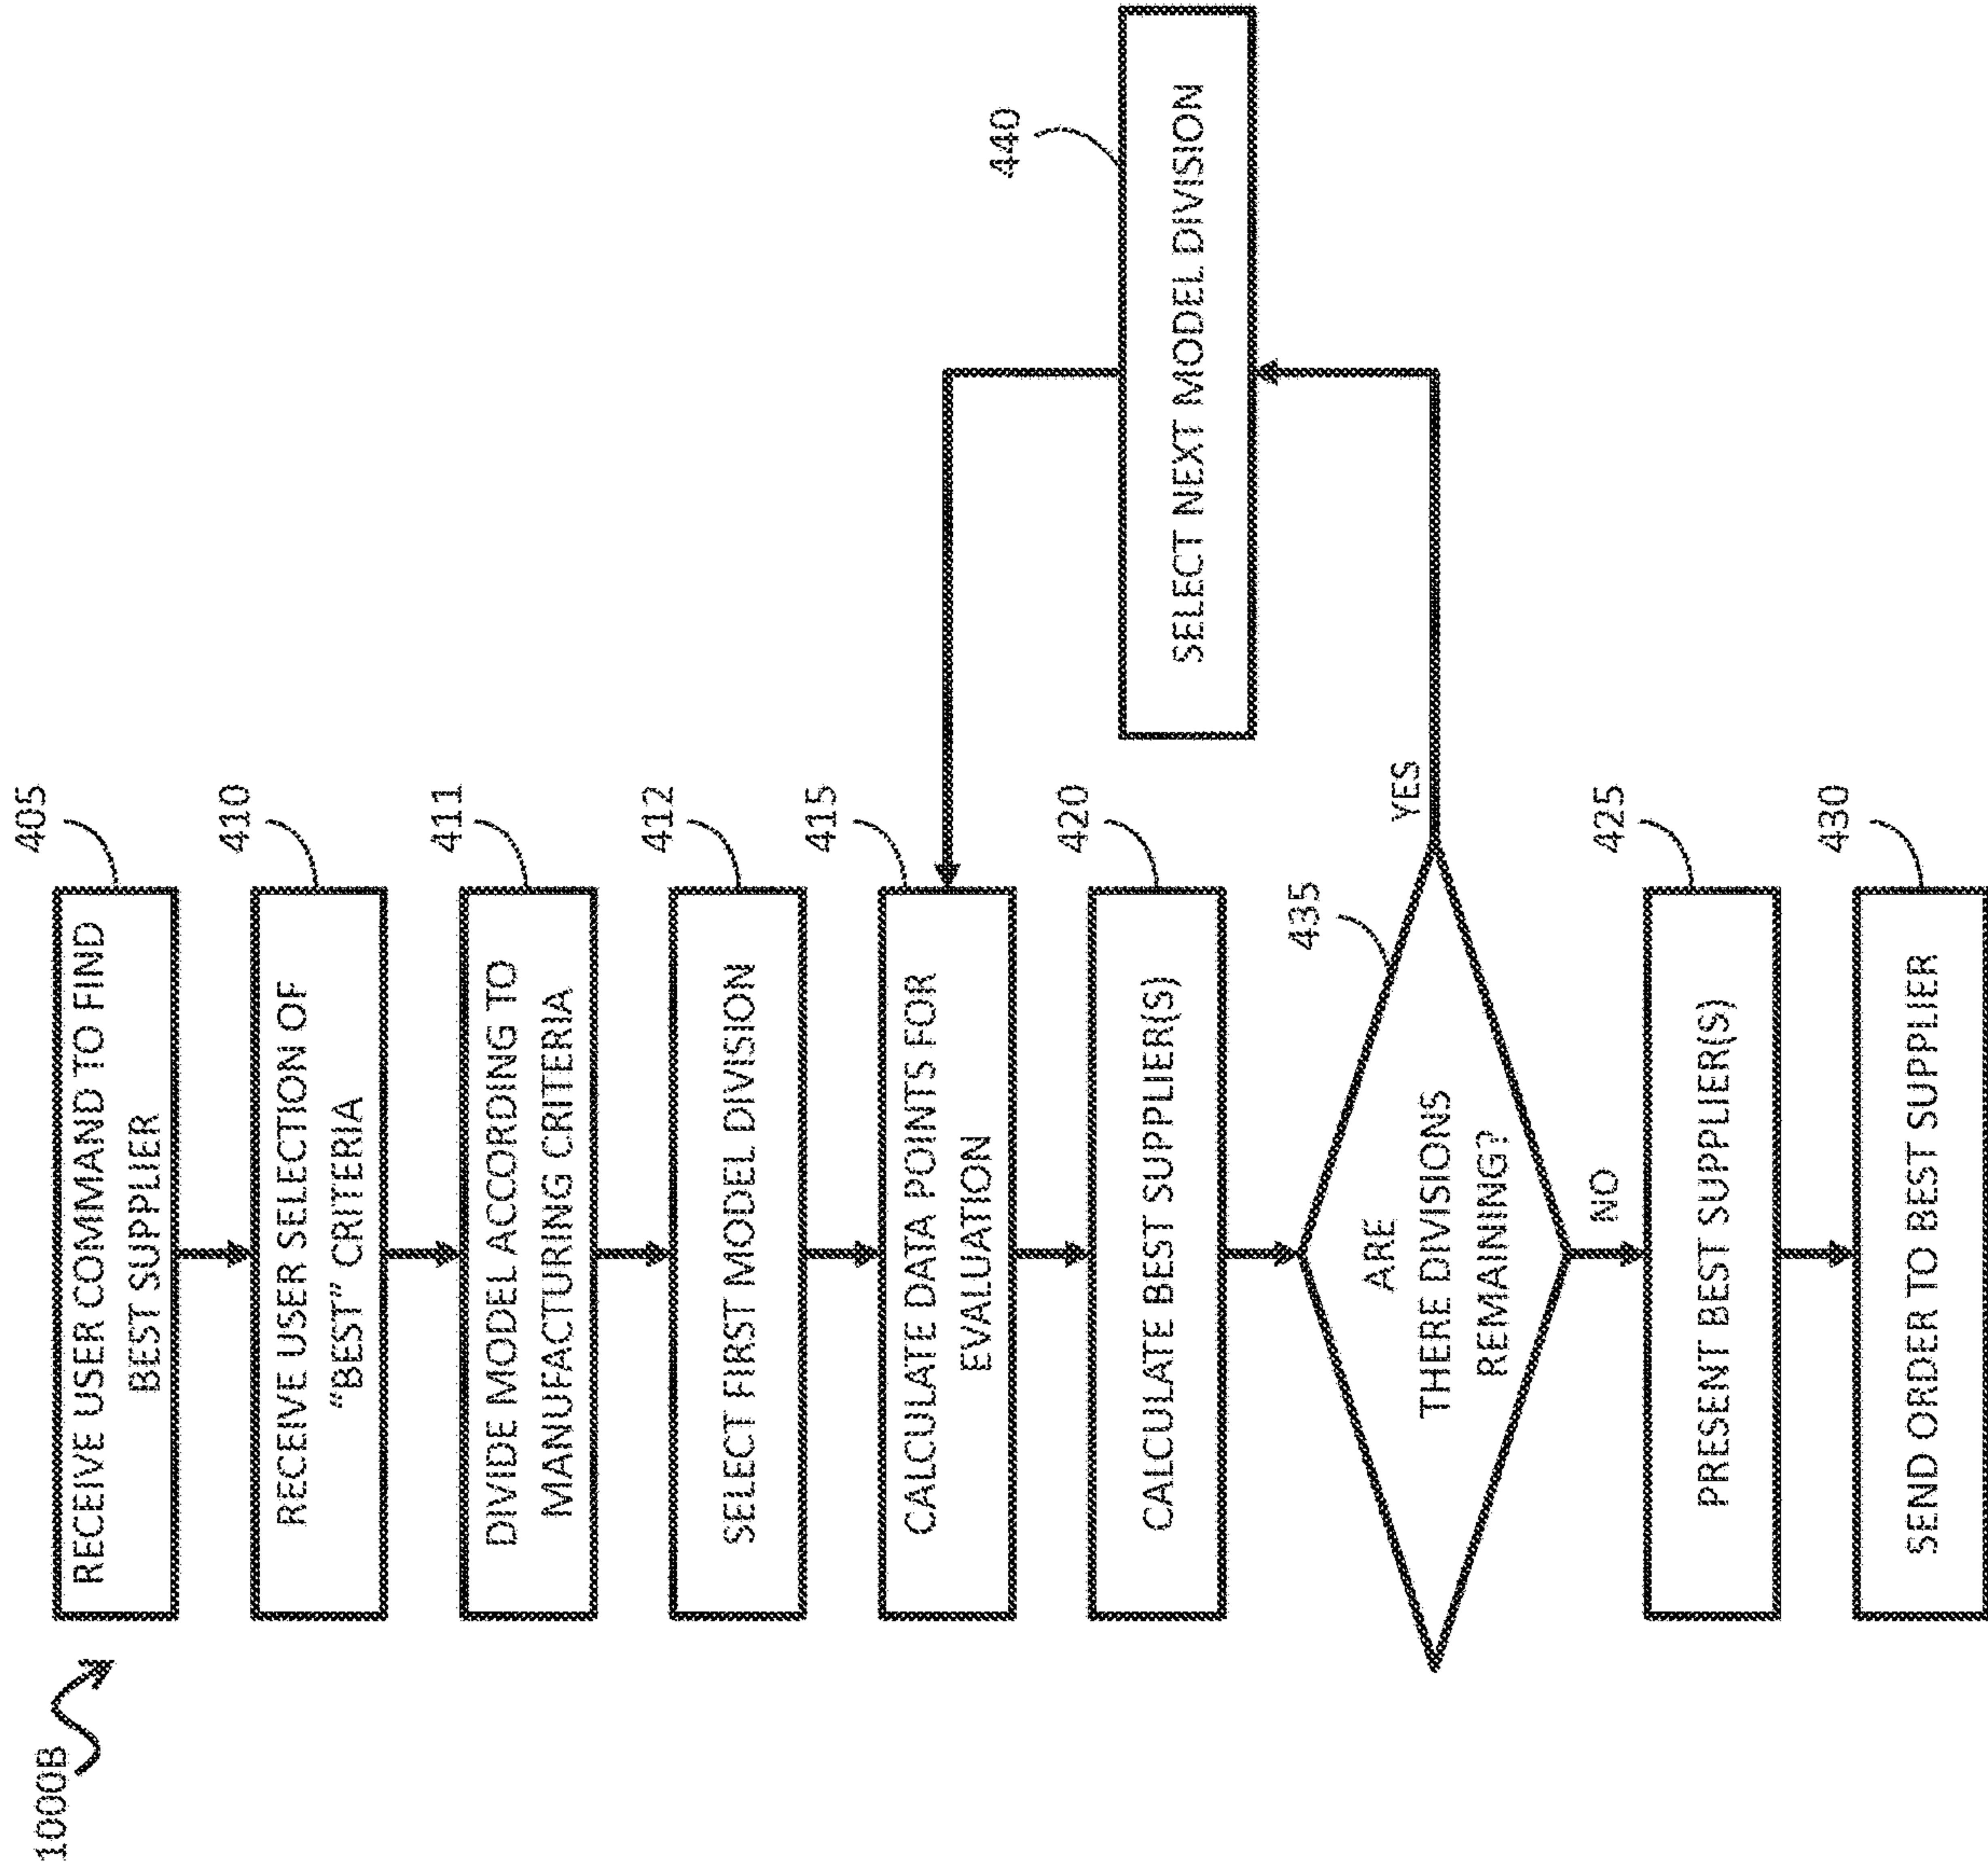 1000B
405
RECEIVE USER COMMAND TO FIND
BEST SUPPLIER
410
RECEIVE USER SELECTION OF
“BEST” CRITERIA
411
DIVIDE MODEL ACCORDING TO
MANUFACTURING CRITERIA
412
SELECT FIRST MODEL DIVISION
415
CALCULATE DATA POINTS FOR
EVALUATION
420
CALCULATE BEST SUPPLIER(S)
435
ARE
THERE DIVISIONS
REMAINING?
YES
440
SELECT NEXT MODEL DIVISION
NO
425
PRESENT BEST SUPPLIER(S)
430
SEND ORDER TO BEST SUPPLIER